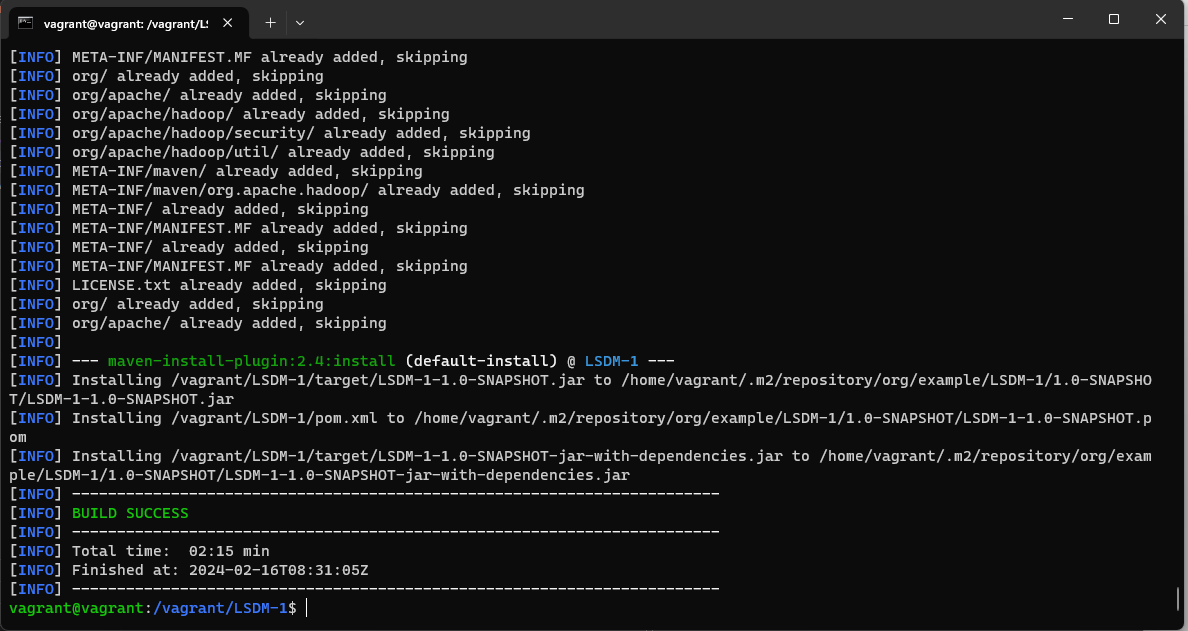 vagrant@vagrant: /vagrant/LS
[INFO] META-INF/MANIFEST.MF already added, skipping
[INFO] org/ already added, skipping
[INFO] org/apache/ already added, skipping
[INFO] org/apache/hadoop/ already added, skipping
[INFO] org/apache/hadoop/security/ already added, skipping
[INFO] org/apache/hadoop/util/ already added, skipping
[INFO] META-INF/maven/ already added, skipping
[INFO] META-INF/maven/org.apache.hadoop/ already added, skipping
[INFO] META-INF/ already added, skipping
[INFO] META-INF/MANIFEST.MF already added, skipping
[INFO] META-INF/ already added, skipping
[INFO] META-INF/MANIFEST.MF already added, skipping
[INFO] LICENSE.txt already added, skipping
[INFO] org/ already added, skipping
[INFO] org/apache/ already added, skipping
[INFO]
[INFO] --- maven-install-plugin:2.4:install (default-install) @ LSDM-1 ---
[INFO] Installing /vagrant/LSDM-1/target/LSDM-1-1.0-SNAPSHOT.jar to /home/vagrant/.m2/repository/org/example/LSDM-1/1.0-SNAPSHO
T/LSDM-1-1.0-SNAPSHOT.jar
[INFO] Installing /vagrant/LSDM-1/pom.xml to /home/vagrant/.m2/repository/org/example/LSDM-1/1.0-SNAPSHOT/LSDM-1-1.0-SNAPSHOT.p
om
[INFO] Installing /vagrant/LSDM-1/target/LSDM-1-1.0-SNAPSHOT-jar-with-dependencies.jar to /home/vagrant/.m2/repository/org/exam
ple/LSDM-1/1.0-SNAPSHOT/LSDM-1-1.0-SNAPSHOT-jar-with-dependencies.jar
[INFO] ------------------------------------------------------------------------
[INFO] BUILD SUCCESS
[INFO] ------------------------------------------------------------------------
[INFO] Total time:  02:15 min
[INFO] Finished at: 2024-02-16T08:31:05Z
[INFO] ------------------------------------------------------------------------
vagrant@vagrant:/vagrant/LSDM-1$